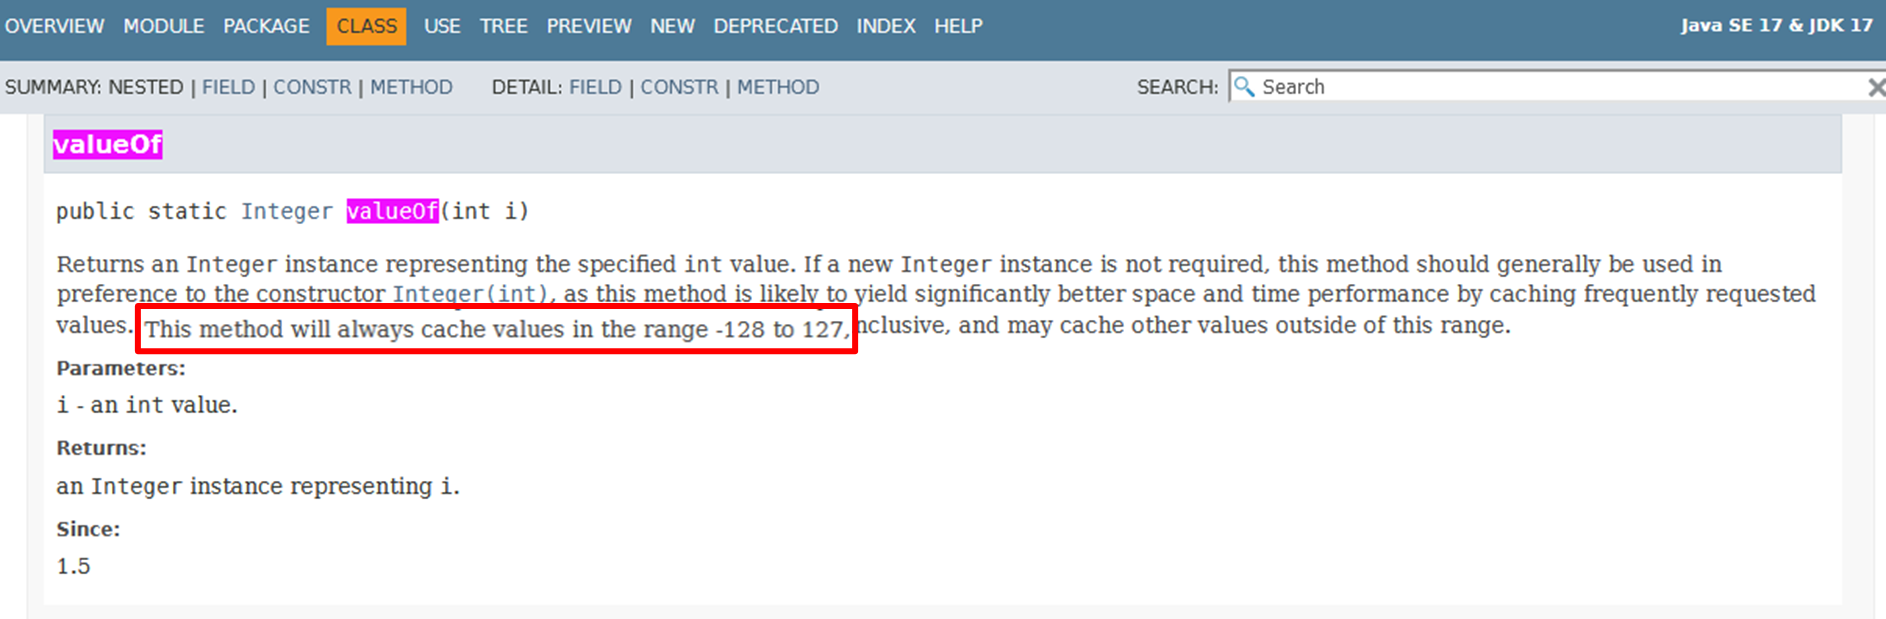 OVERVIEW MODULE PACKAGE CLASS USE TREE PREVIEW NEW DEPRECATED INDEX HELP Java SE 17 & JDK 17
SUMMARY: NESTED | FIELD | CONSTR | METHOD DETAIL: FIELD | CONSTR | METHOD SEARCH: Search
valueOf
public static Integer valueOf(int i)
Returns an Integer instance representing the specified int value. If a new Integer instance is not required, this method should generally be used in
preference to the constructor Integer(int), as this method is likely to yield significantly better space and time performance by caching frequently requested
values. This method will always cache values in the range -128 to 127, nclusive, and may cache other values outside of this range.
Parameters:
i - an int value.
Returns:
an Integer instance representing i.
Since:
1.5